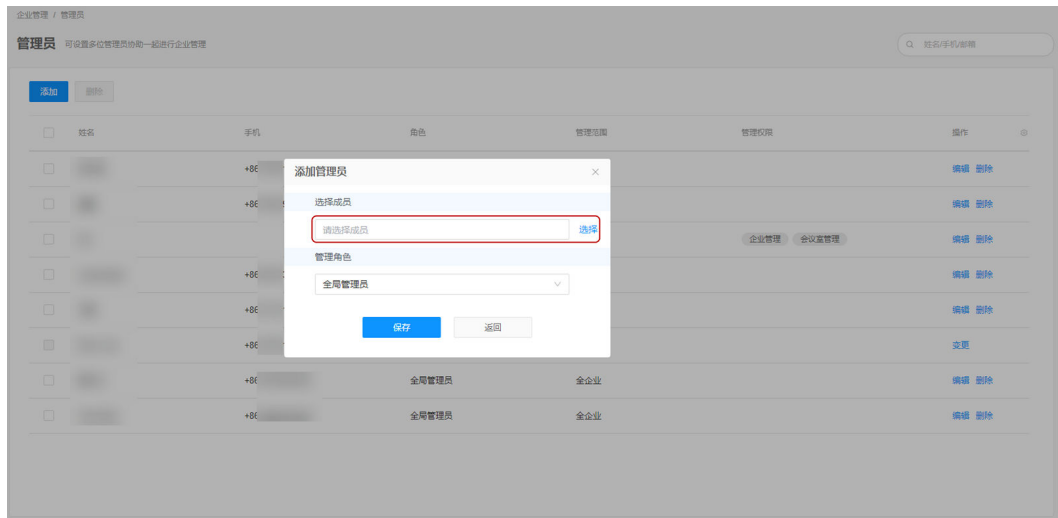 企业管理 / 管理员
管理员 可设置多位管理员协助一起进行企业管理
姓名/手机/邮箱
添加 删除
姓名 手机 角色 管理范围 管理权限 操作
+86 编辑 删除
+86 编辑 删除
企业管理 会议室管理 编辑 删除
+86 编辑 删除
+86 编辑 删除
+86 变更
+86 全局管理员 全企业 编辑 删除
+86 全局管理员 全企业 编辑 删除
添加管理员
选择成员
请选择成员 选择
管理角色
全局管理员
保存 返回